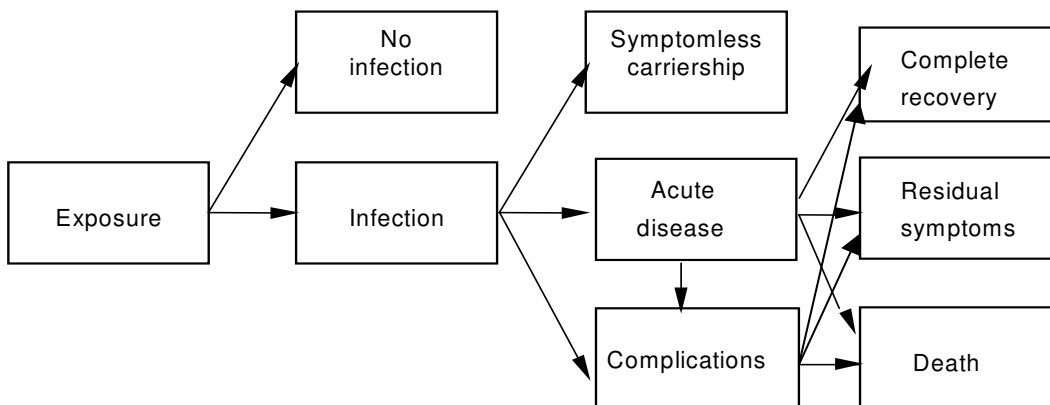 No
infection
Symptomless
carriership
Complete
recovery
Exposure
Infection
Acute
disease
Residual
symptoms
Complications
Death